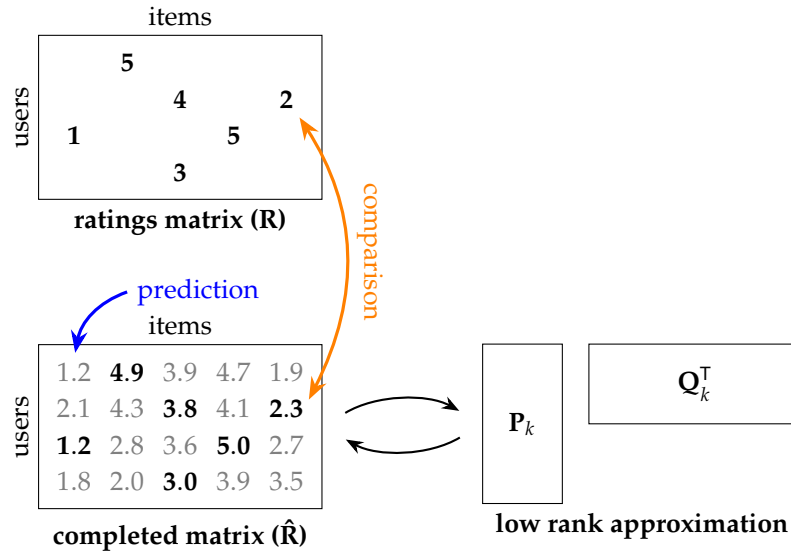 items
users
5
4 2
1 5
3
ratings matrix (R)
comparison
prediction
items
users
1.2 4.9 3.9 4.7 1.9
2.1 4.3 3.8 4.1 2.3
1.2 2.8 3.6 5.0 2.7
1.8 2.0 3.0 3.9 3.5
completed matrix (R̂)
P_k
Q_k^T
low rank approximation